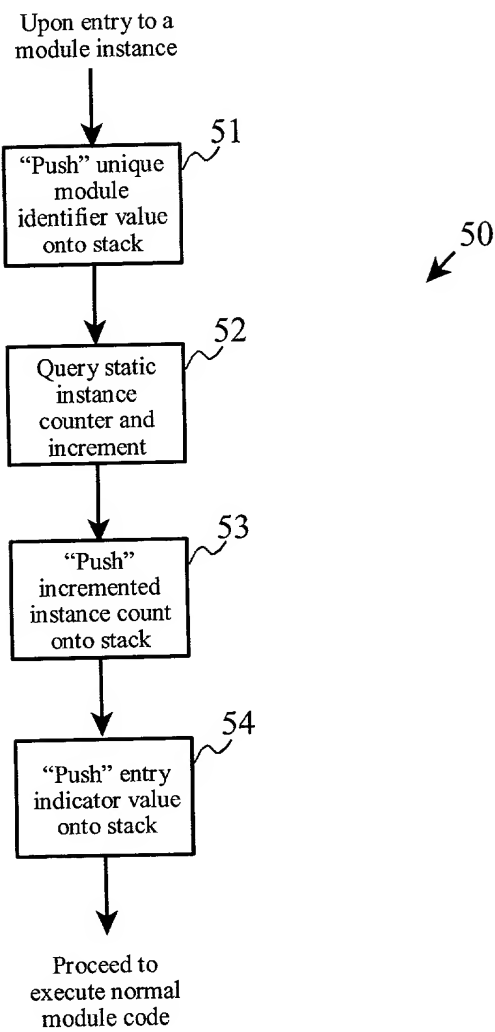 Upon entry to a
module instance
51
“Push” unique
module
identifier value
onto stack
50
52
Query static
instance
counter and
increment
53
“Push”
incremented
instance count
onto stack
54
“Push” entry
indicator value
onto stack
Proceed to
execute normal
module code